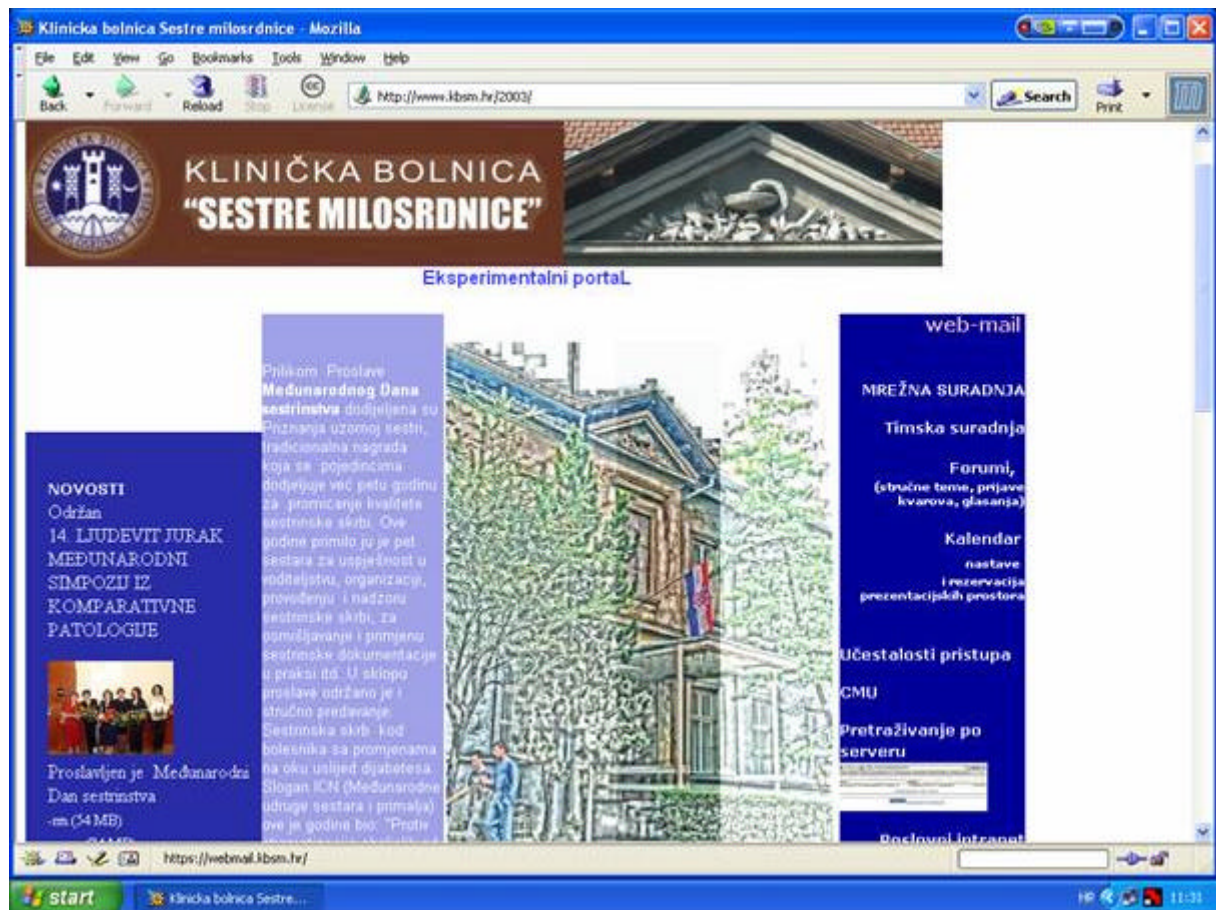 Klinicka bolnica Sestre milosrdnice - Mozilla
File Edit View Go Bookmarks Tools Window Help
Back Forward Reload Stop License http://www.kbsm.hr/2003/ Search Print
KLINIČKA BOLNICA
"SESTRE MILOSRDNICE"
Eksperimentalni portaL
NOVOSTI
Održan
14. LJUDEVIT JURAK
MEĐUNARODNI
SIMPOZIJ IZ
KOMPARATIVNE
PATOLOGIJE
Proslavljen je Međunarodni
Dan sestrinstva
-rm (54 MB)
Prilikom Proslave
Međunarodnog Dana
sestrinstva dodjeljena su
Priznanja uzornoj sestri,
tradicionalna nagrada
koja se pojedincima
dodjeljuje već petu godinu
za promicanje kvalitete
sestrinske skrbi. Ove
godine primilo ju je pet
sestara za uspješnost u
voditeljstvu, organizaciji,
provođenju i nadzoru
sestrinske skrbi, za
osmišljavanje i primjenu
sestrinske dokumentacije
u praksi itd. U sklopu
proslave održano je i
stručno predavanje:
Sestrinska skrb kod
bolesnika sa promjenama
na oku uslijed dijabetesa.
Slogan ICN (Međunarodne
udruge sestara i primalja)
ove je godine bio: "Protiv
web-mail
MREŽNA SURADNJA
Timska suradnja
Forumi,
(stručne teme, prijave
kvarova, glasanja)
Kalendar
nastave
i rezervacija
prezentacijskih prostora
Učestalosti pristupa
CMU
Pretraživanje po
serveru
Poslovni intranet
https://webmail.kbsm.hr/
start Klinicka bolnica Sestre... HR 11:31